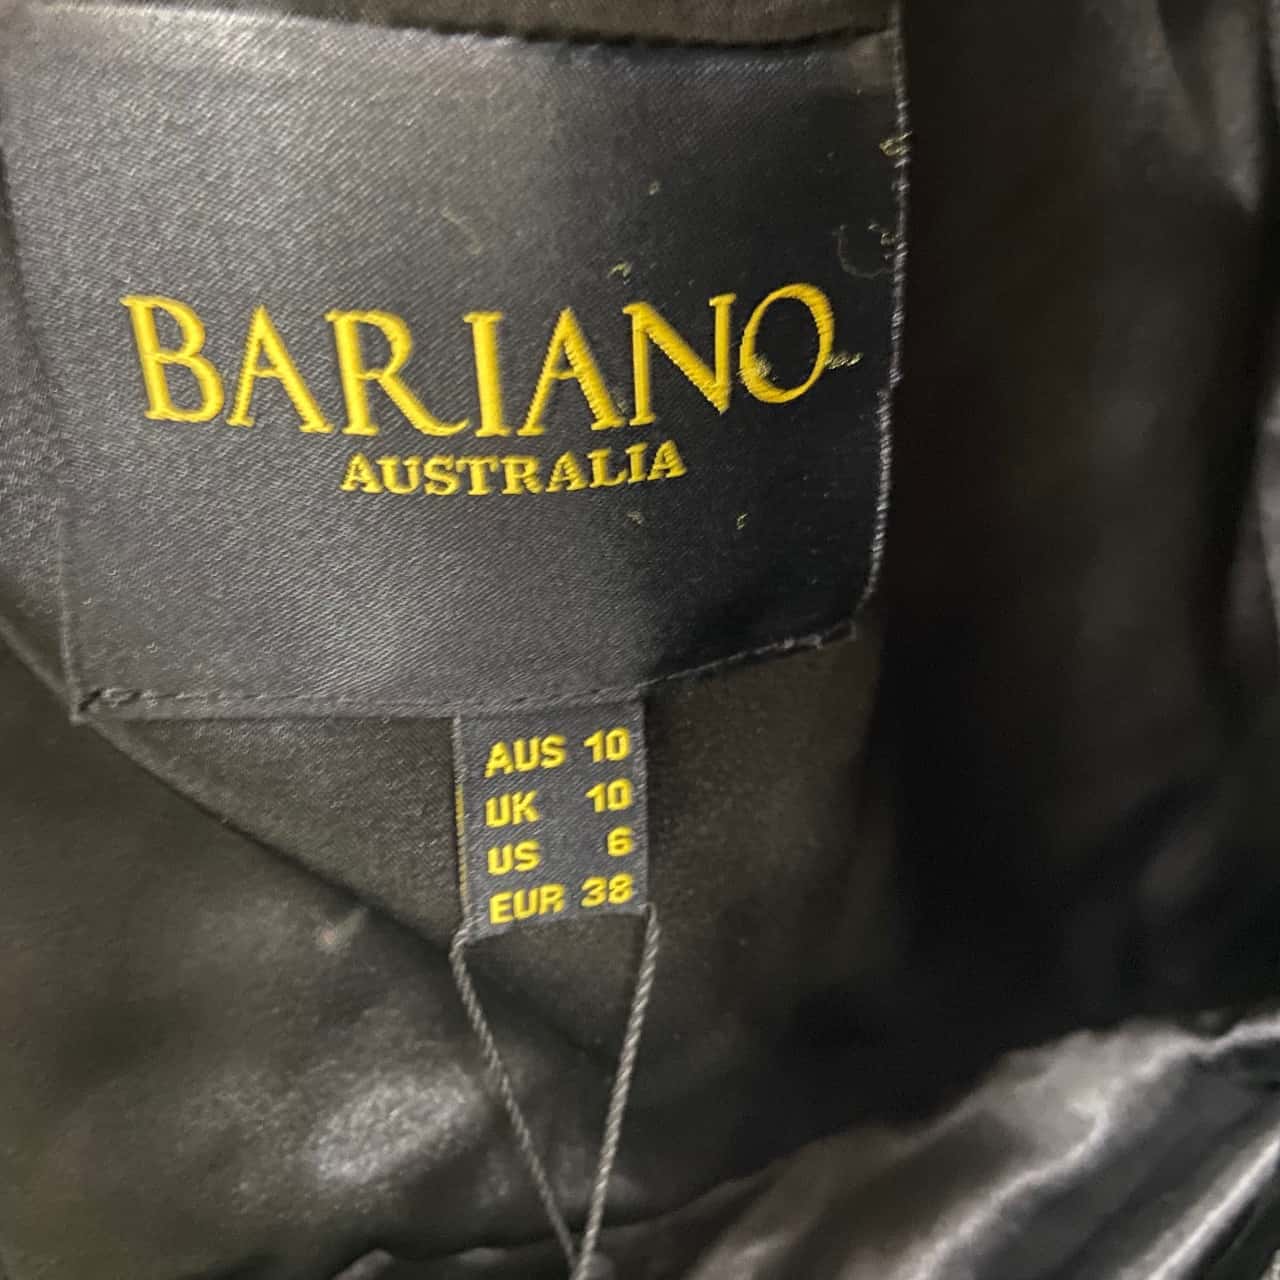 BARIANO
AUSTRALIA
AUS 10
UK 10
US 6
EUR 38